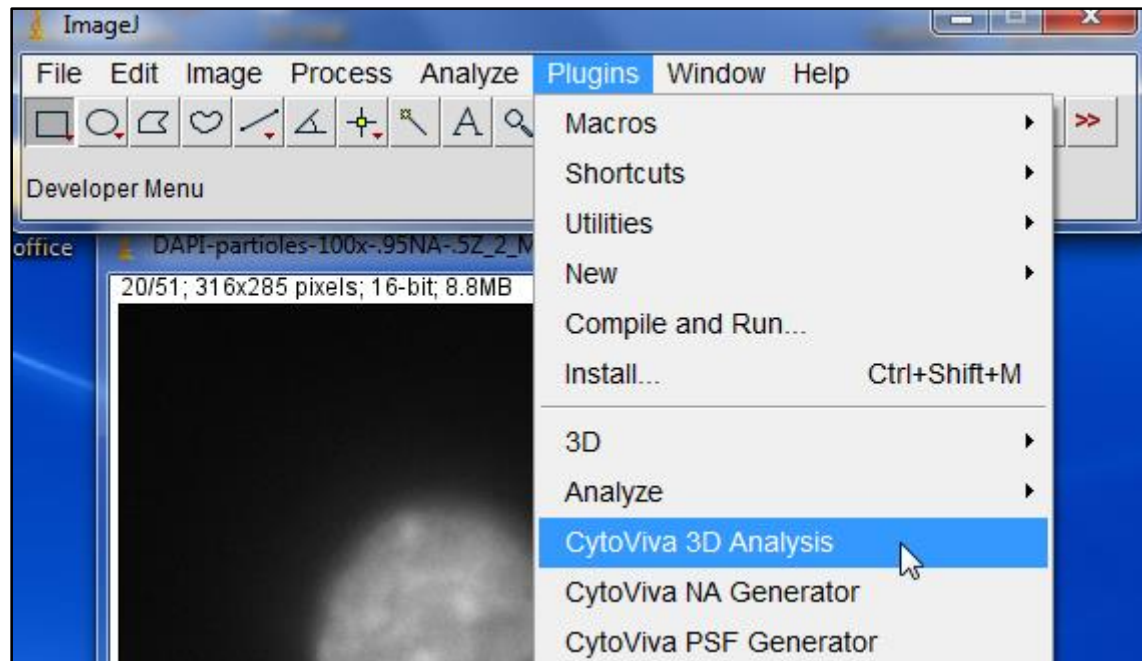 ImageJ
File Edit Image Process Analyze Plugins Window Help
Macros
>>
Shortcuts
Developer Menu
Utilities
office
DAPI-particles-100x-.95NA-.5Z_2_M
New
20/51; 316x285 pixels; 16-bit; 8.8MB
Compile and Run...
Install... Ctrl+Shift+M
3D
Analyze
CytoViva 3D Analysis
CytoViva NA Generator
CytoViva PSF Generator